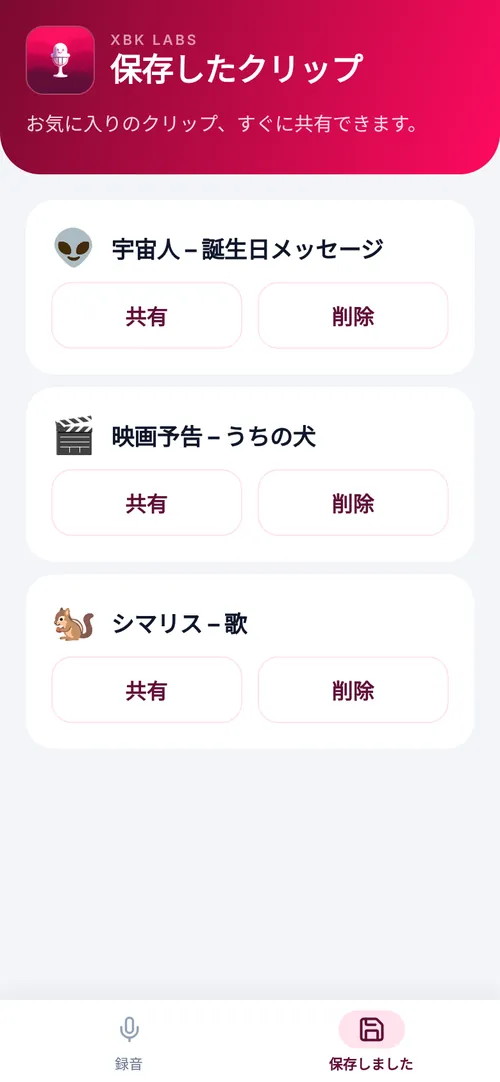 XBK LABS
保存したクリップ
お気に入りのクリップ、すぐに共有できます。
宇宙人 – 誕生日メッセージ
共有
削除
映画予告 – うちの犬
共有
削除
シマリス – 歌
共有
削除
録音
保存しました